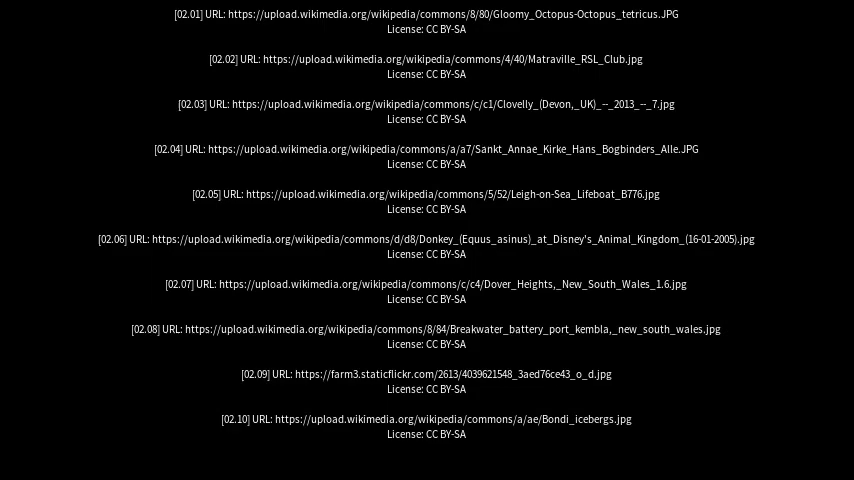 [02.01] URL: https://upload.wikimedia.org/wikipedia/commons/8/80/Gloomy_Octopus-Octopus_tetricus.JPG
License: CC BY-SA
[02.02] URL: https://upload.wikimedia.org/wikipedia/commons/4/40/Matraville_RSL_Club.jpg
License: CC BY-SA
[02.03] URL: https://upload.wikimedia.org/wikipedia/commons/c/c1/Clovelly_(Devon,_UK)_--_2013_--_7.jpg
License: CC BY-SA
[02.04] URL: https://upload.wikimedia.org/wikipedia/commons/a/a7/Sankt_Annae_Kirke_Hans_Bogbinders_Alle.JPG
License: CC BY-SA
[02.05] URL: https://upload.wikimedia.org/wikipedia/commons/5/52/Leigh-on-Sea_Lifeboat_B776.jpg
License: CC BY-SA
[02.06] URL: https://upload.wikimedia.org/wikipedia/commons/d/d8/Donkey_(Equus_asinus)_at_Disney's_Animal_Kingdom_(16-01-2005).jpg
License: CC BY-SA
[02.07] URL: https://upload.wikimedia.org/wikipedia/commons/c/c4/Dover_Heights,_New_South_Wales_1.6.jpg
License: CC BY-SA
[02.08] URL: https://upload.wikimedia.org/wikipedia/commons/8/84/Breakwater_battery_port_kembla,_new_south_wales.jpg
License: CC BY-SA
[02.09] URL: https://farm3.staticflickr.com/2613/4039621548_3aed76ce43_o_d.jpg
License: CC BY-SA
[02.10] URL: https://upload.wikimedia.org/wikipedia/commons/a/ae/Bondi_icebergs.jpg
License: CC BY-SA